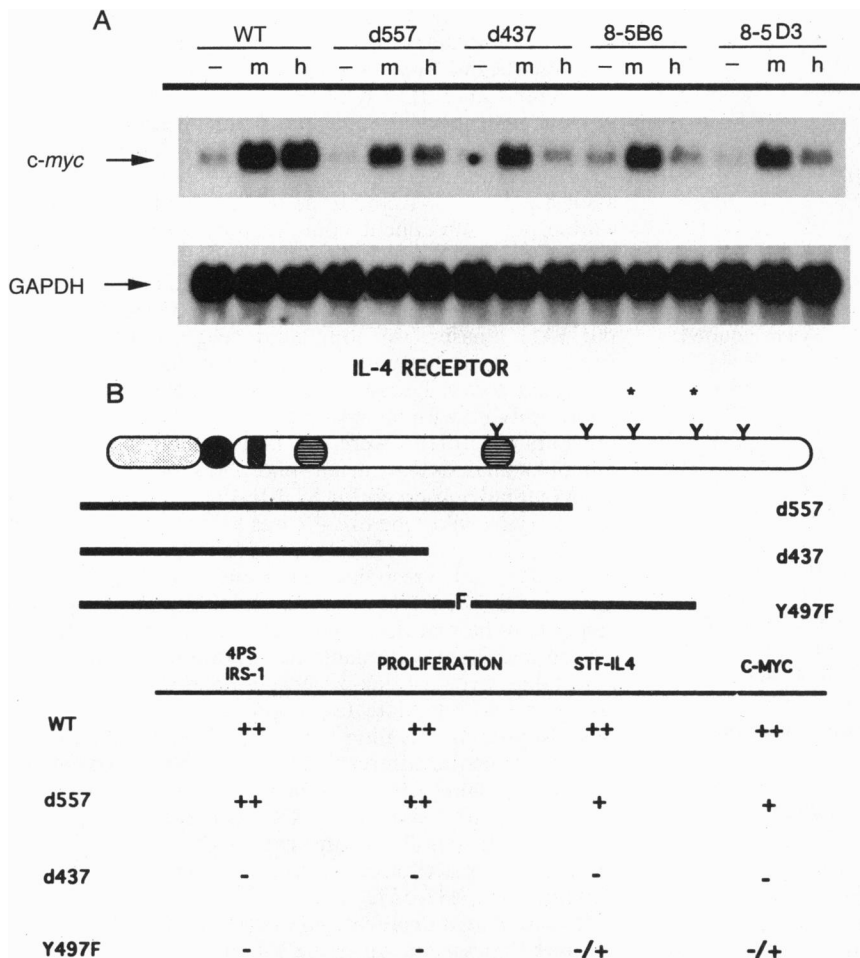 A
WT d557 d437 8-5B6 8-5D3
– m h – m h – m h – m h – m h
c-myc
GAPDH
IL-4 RECEPTOR
B
* *
Y Y Y Y Y
d557
d437
F
Y497F
4PS
IRS-1 PROLIFERATION STF-IL4 C-MYC
WT ++ ++ ++ ++
d557 ++ ++ + +
d437 - - - -
Y497F - - -/+ -/+